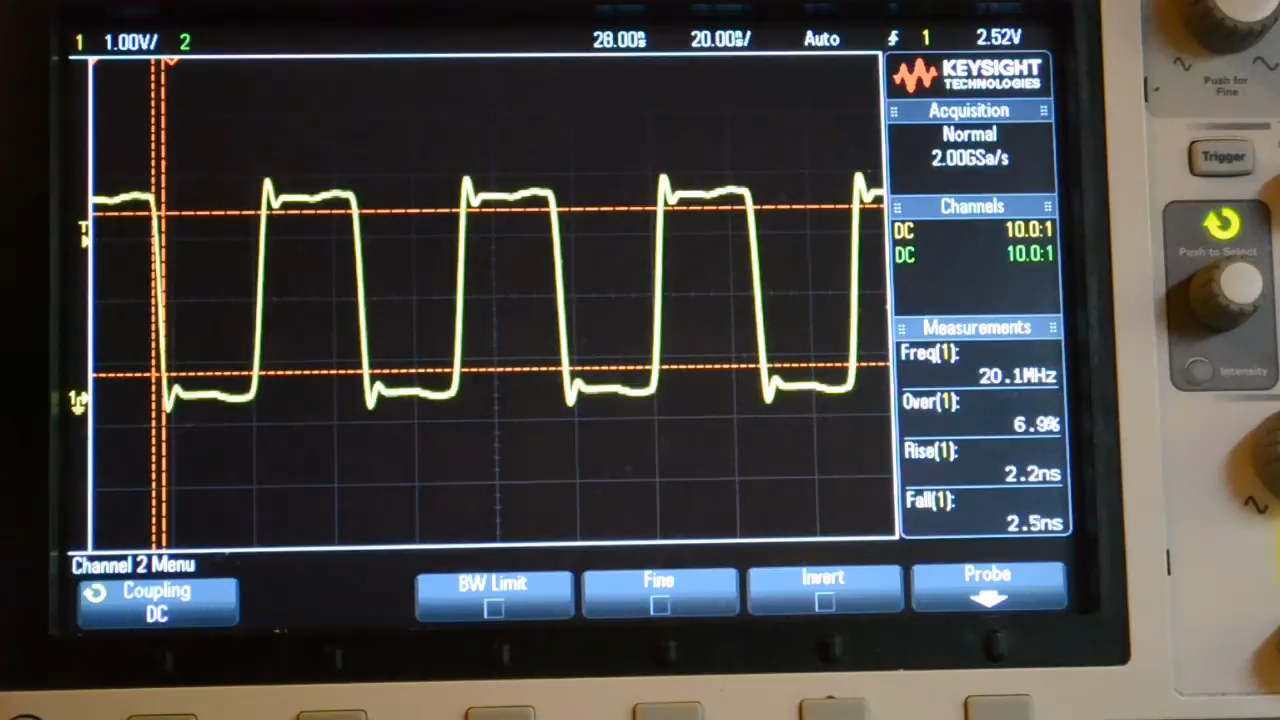 1 1.00V/ 2 28.00ns 20.00ns/ Auto 1 2.52V
KEYSIGHT
TECHNOLOGIES
Acquisition
Normal
2.00GSa/s
Channels
DC 10.0:1
DC 10.0:1
Measurements
Freq(1):
20.1MHz
Over(1):
6.9%
Rise(1):
2.2ns
Fall(1):
2.5ns
T
1
Channel 2 Menu
Coupling
DC
BW Limit
Fine
Invert
Probe
Push for
Fine
Trigger
Push to Select
Intensity